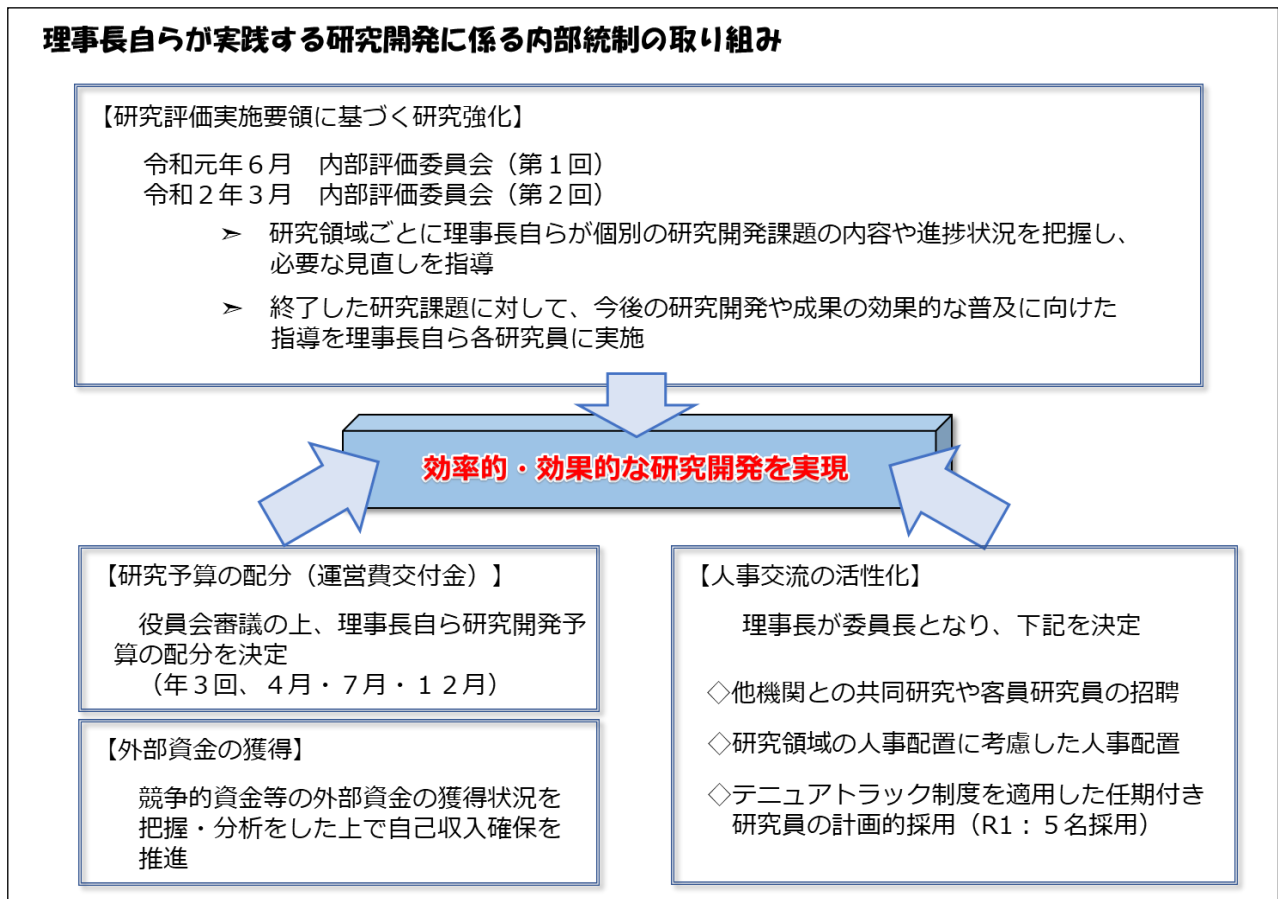 理事長自らが実践する研究開発に係る内部統制の取り組み
【研究評価実施要領に基づく研究強化】
令和元年６月　内部評価委員会（第１回）
令和２年３月　内部評価委員会（第２回）
➣　研究領域ごとに理事長自らが個別の研究開発課題の内容や進捗状況を把握し、
必要な見直しを指導
➣　終了した研究課題に対して、今後の研究開発や成果の効果的な普及に向けた
指導を理事長自ら各研究員に実施
効率的・効果的な研究開発を実現
【研究予算の配分（運営費交付金）】
役員会審議の上、理事長自ら研究開発予
算の配分を決定
（年３回、４月・７月・１２月）
【外部資金の獲得】
競争的資金等の外部資金の獲得状況を
把握・分析をした上で自己収入確保を
推進
【人事交流の活性化】
理事長が委員長となり、下記を決定
◇他機関との共同研究や客員研究員の招聘
◇研究領域の人事配置に考慮した人事配置
◇テニュアトラック制度を適用した任期付き
研究員の計画的採用（R1：５名採用）